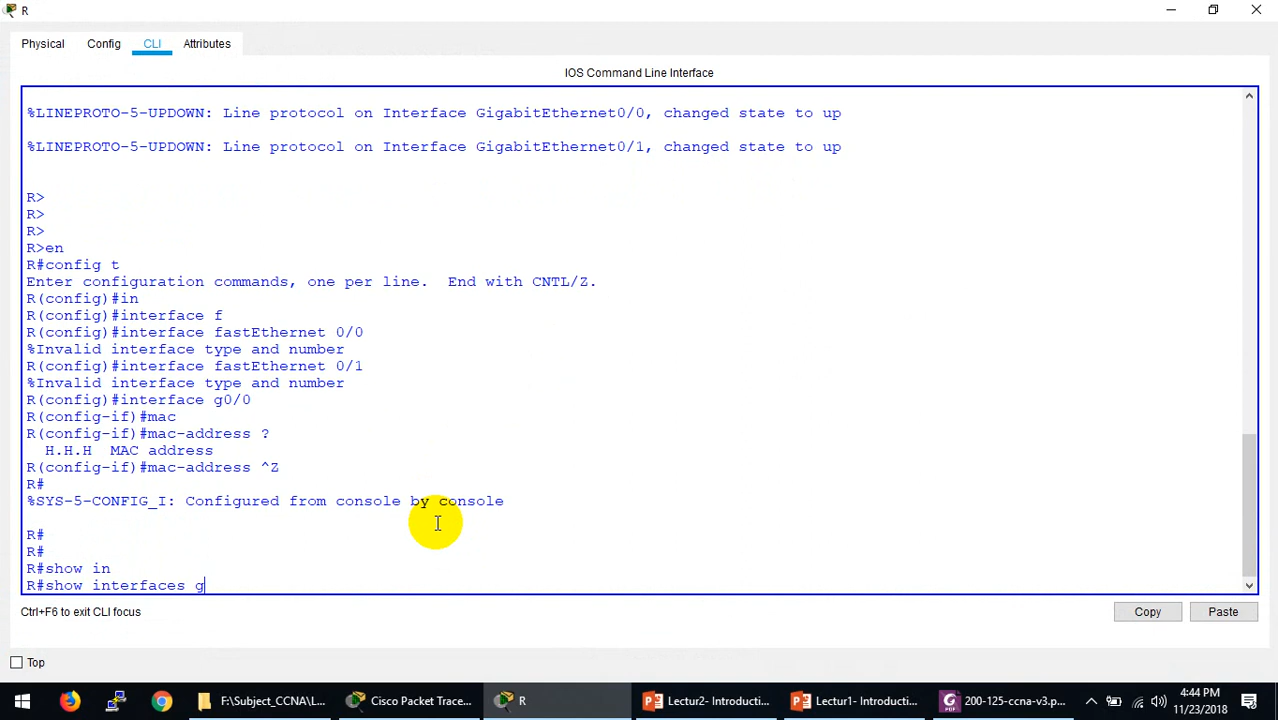 R
Physical Config CLI Attributes
IOS Command Line Interface
%LINEPROTO-5-UPDOWN: Line protocol on Interface GigabitEthernet0/0, changed state to up
%LINEPROTO-5-UPDOWN: Line protocol on Interface GigabitEthernet0/1, changed state to up
R>
R>
R>
R>en
R#config t
Enter configuration commands, one per line.  End with CNTL/Z.
R(config)#in
R(config)#interface f
R(config)#interface fastEthernet 0/0
%Invalid interface type and number
R(config)#interface fastEthernet 0/1
%Invalid interface type and number
R(config)#interface g0/0
R(config-if)#mac
R(config-if)#mac-address ?
H.H.H  MAC address
R(config-if)#mac-address ^Z
R#
%SYS-5-CONFIG_I: Configured from console by console
R#
R#
R#show in
R#show interfaces g
Ctrl+F6 to exit CLI focus
Copy Paste
Top
F:\Subject_CCNA\L... Cisco Packet Trace... R Lectur2- Introducti... Lectur1- Introducti... 200-125-ccna-v3.p... 4:44 PM
11/23/2018